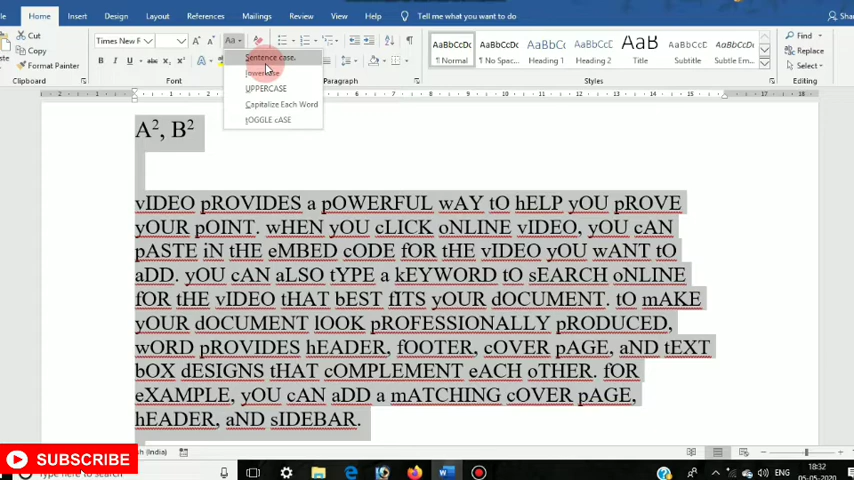 Home Insert Design Layout References Mailings Review View Help Tell me what you want to do Share
Cut
Copy
Format Painter
Clipboard
Times New F
Aa
Font
Sentence case.
lowercase
UPPERCASE
Capitalize Each Word
tOGGLE cASE
Paragraph
AaBbCcDc AaBbCcDc AaBbCc AaBbCcC AaB AaBbCcD AaBbCcDc
¶ Normal ¶ No Spac... Heading 1 Heading 2 Title Subtitle Subtle Em...
Styles
Find
Replace
Select
Editing
A², B²
vIDEO pROVIDES a pOWERFUL wAY tO hELP yOU pROVE
yOUR pOINT. wHEN yOU cLICK oNLINE vIDEO, yOU cAN
pASTE iN tHE eMBED cODE fOR tHE vIDEO yOU wANT tO
aDD. yOU cAN aLSO tYPE a kEYWORD tO sEARCH oNLINE
fOR tHE vIDEO tHAT bEST fITS yOUR dOCUMENT. tO mAKE
yOUR dOCUMENT lOOK pROFESSIONALLY pRODUCED,
wORD pROVIDES hEADER, fOOTER, cOVER pAGE, aND tEXT
bOX dESIGNS tHAT cOMPLEMENT eACH oTHER. fOR
eXAMPLE, yOU cAN aDD a mATCHING cOVER pAGE,
hEADER, aND sIDEBAR.
SUBSCRIBE
(India)
ENG
18:32
05-05-2020